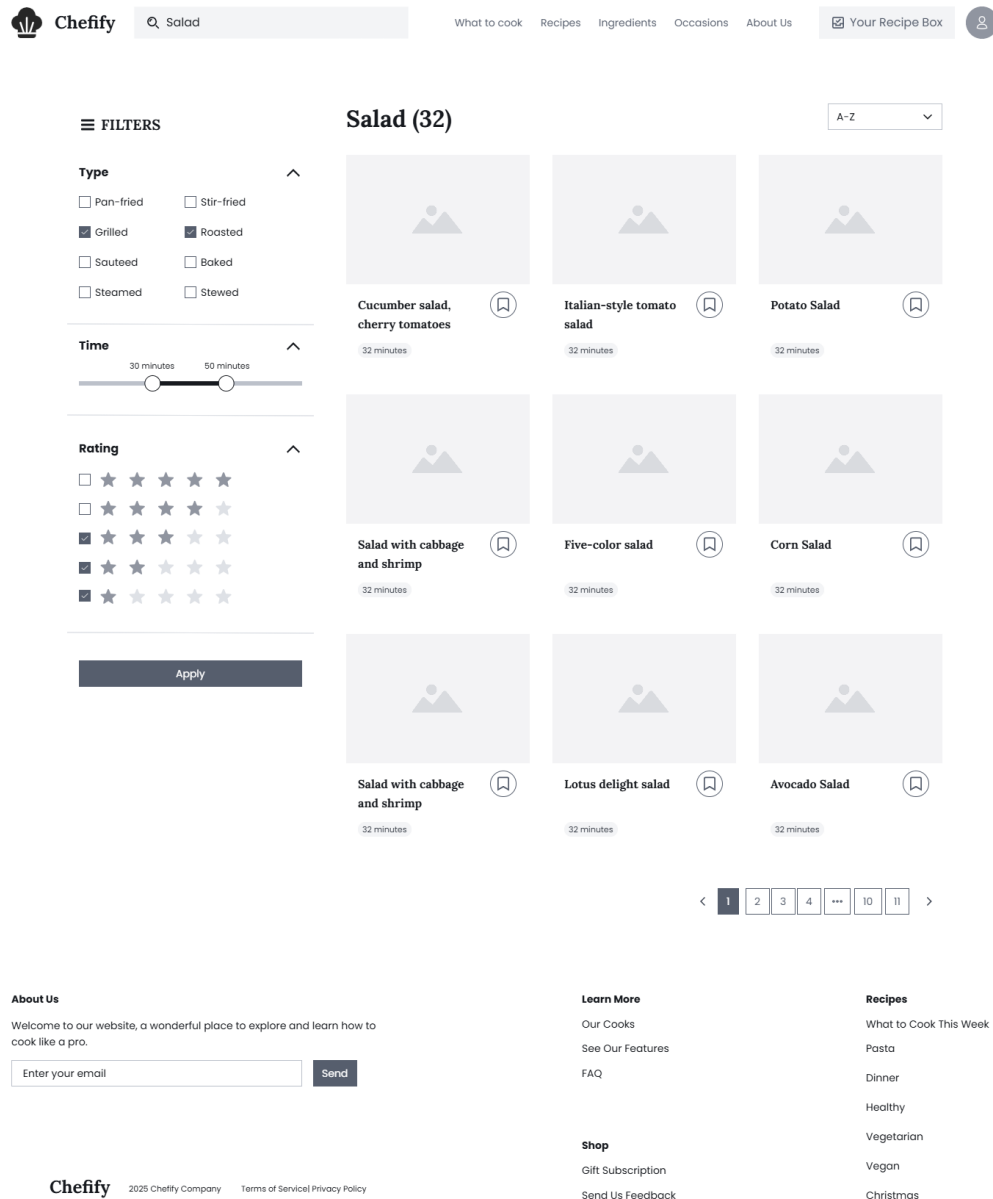 Chefify
Salad
What to cook
Recipes
Ingredients
Occasions
About Us
Your Recipe Box
FILTERS
Type
Pan-fried
Stir-fried
Grilled
Roasted
Sauteed
Baked
Steamed
Stewed
Time
30 minutes
50 minutes
Rating
Apply
Salad (32)
A-Z
Cucumber salad,
cherry tomatoes
32 minutes
Italian-style tomato
salad
32 minutes
Potato Salad
32 minutes
Salad with cabbage
and shrimp
32 minutes
Five-color salad
32 minutes
Corn Salad
32 minutes
Salad with cabbage
and shrimp
32 minutes
Lotus delight salad
32 minutes
Avocado Salad
32 minutes
1
2
3
4
•••
10
11
About Us
Welcome to our website, a wonderful place to explore and learn how to
cook like a pro.
Enter your email
Send
Chefify
2025 Chefify Company
Terms of Service| Privacy Policy
Learn More
Our Cooks
See Our Features
FAQ
Shop
Gift Subscription
Send Us Feedback
Recipes
What to Cook This Week
Pasta
Dinner
Healthy
Vegetarian
Vegan
Christmas